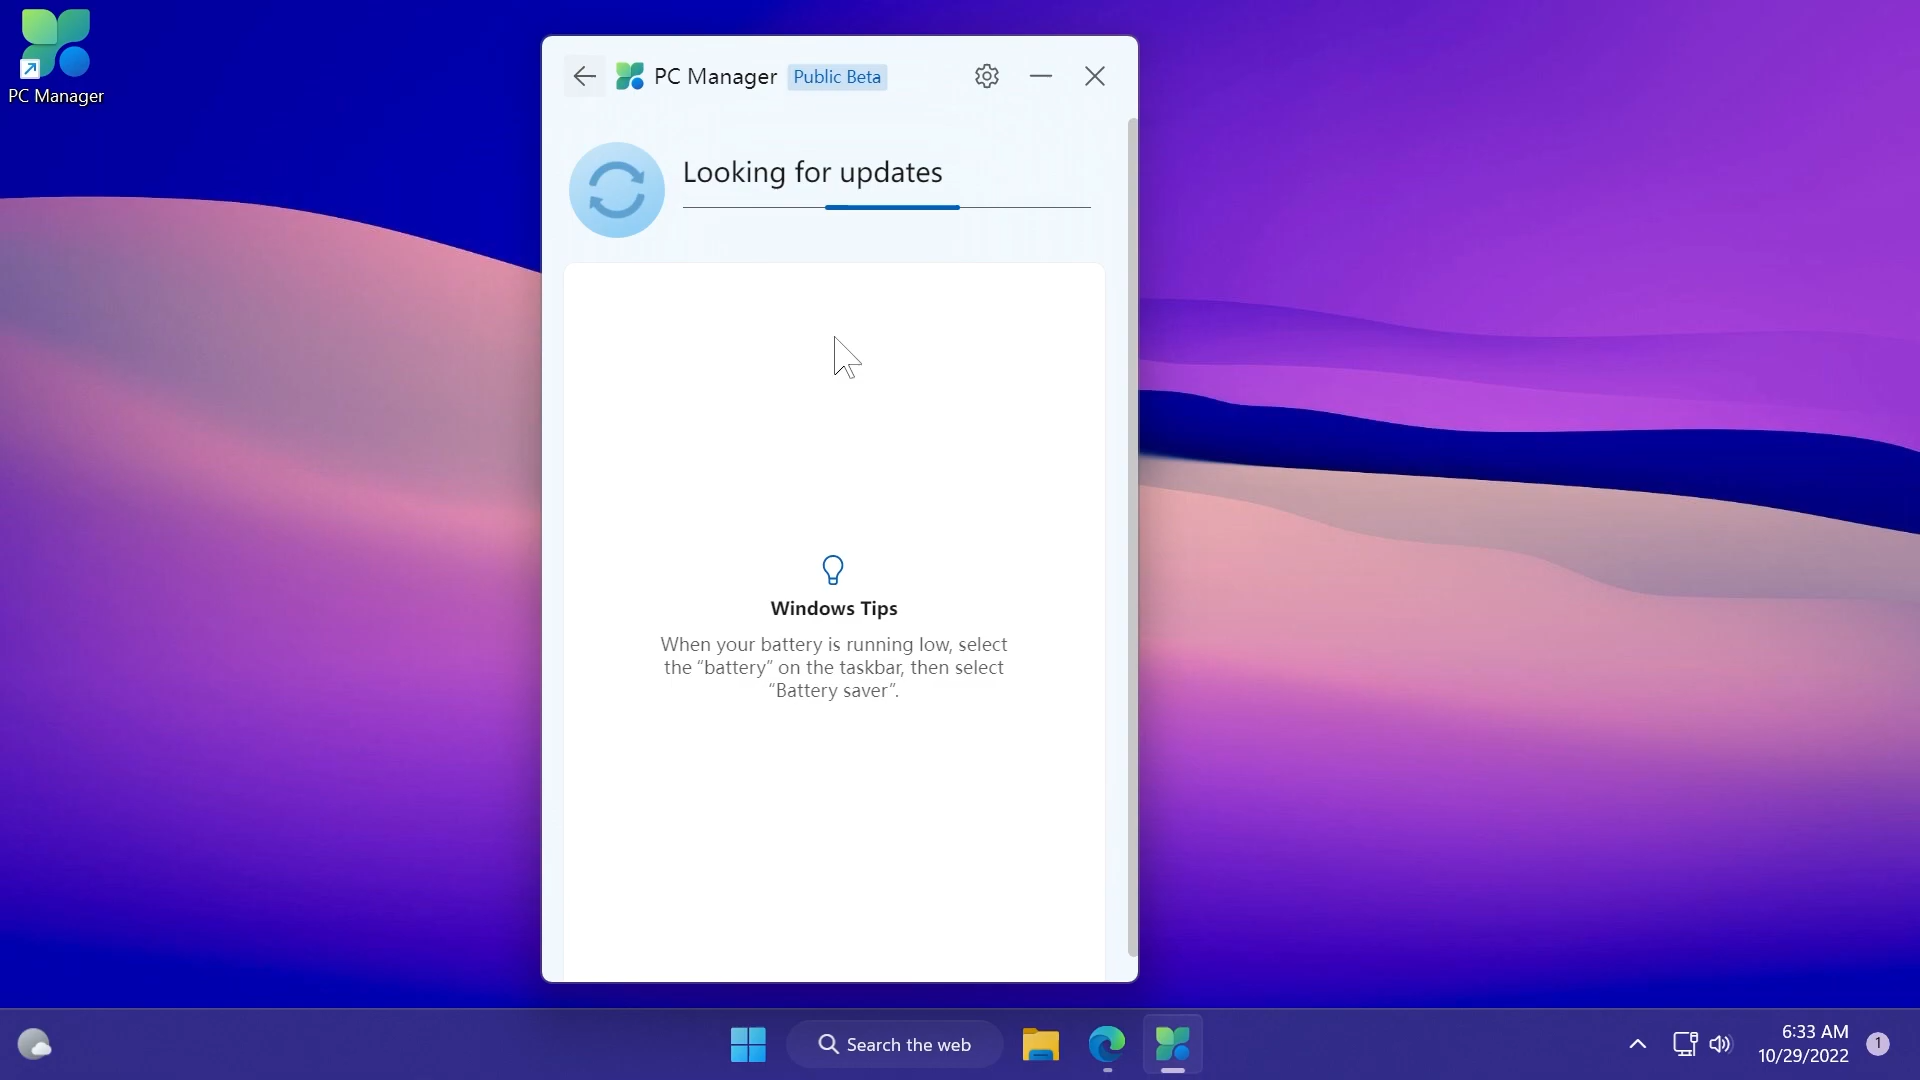 PC Manager
PC Manager Public Beta
Looking for updates
Windows Tips
When your battery is running low, select
the “battery” on the taskbar, then select
“Battery saver”.
Search the web
6:33 AM
10/29/2022
1